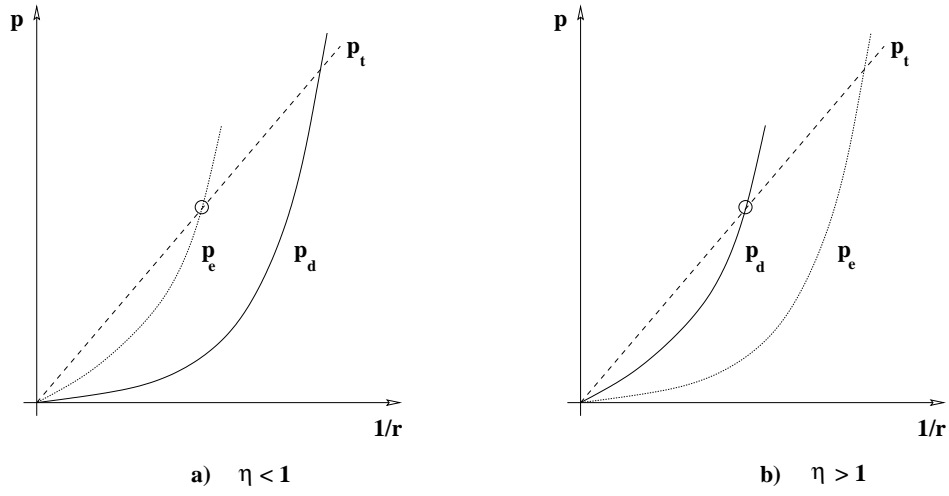 p
p_t
p_e
p_d
1/r
a) η < 1
p
p_t
p_d
p_e
1/r
b) η > 1